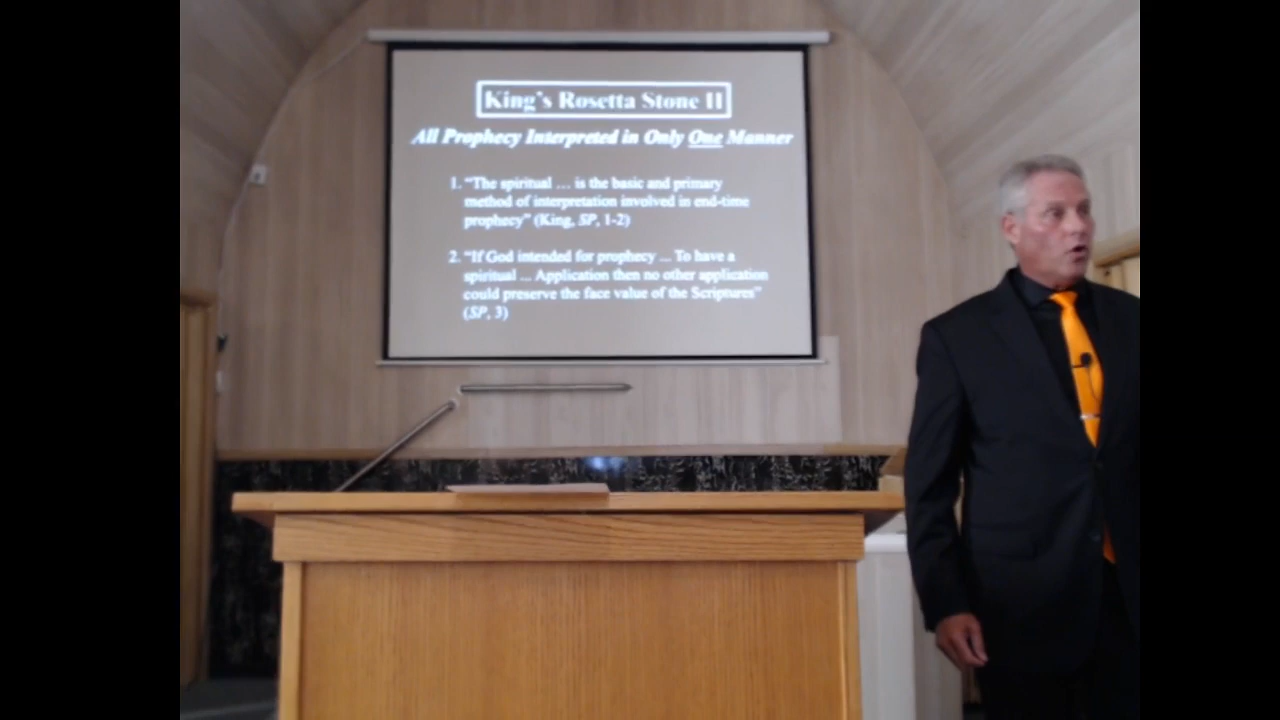 King's Rosetta Stone II
All Prophecy Interpreted in Only One Manner
1. "The spiritual ... is the basic and primary
method of interpretation involved in end-time
prophecy" (King, SP, 1-2)
2. "If God intended for prophecy ... To have a
spiritual ... Application then no other application
could preserve the face value of the Scriptures"
(SP, 3)